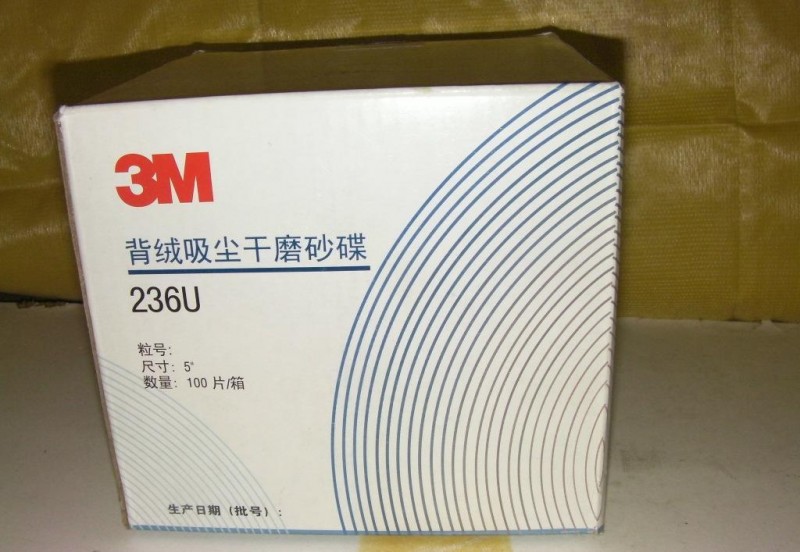 3M
背绒吸尘干磨砂碟
236U
粒号:
尺寸: 5"
数量: 100 片/箱
生产日期 (批号) :